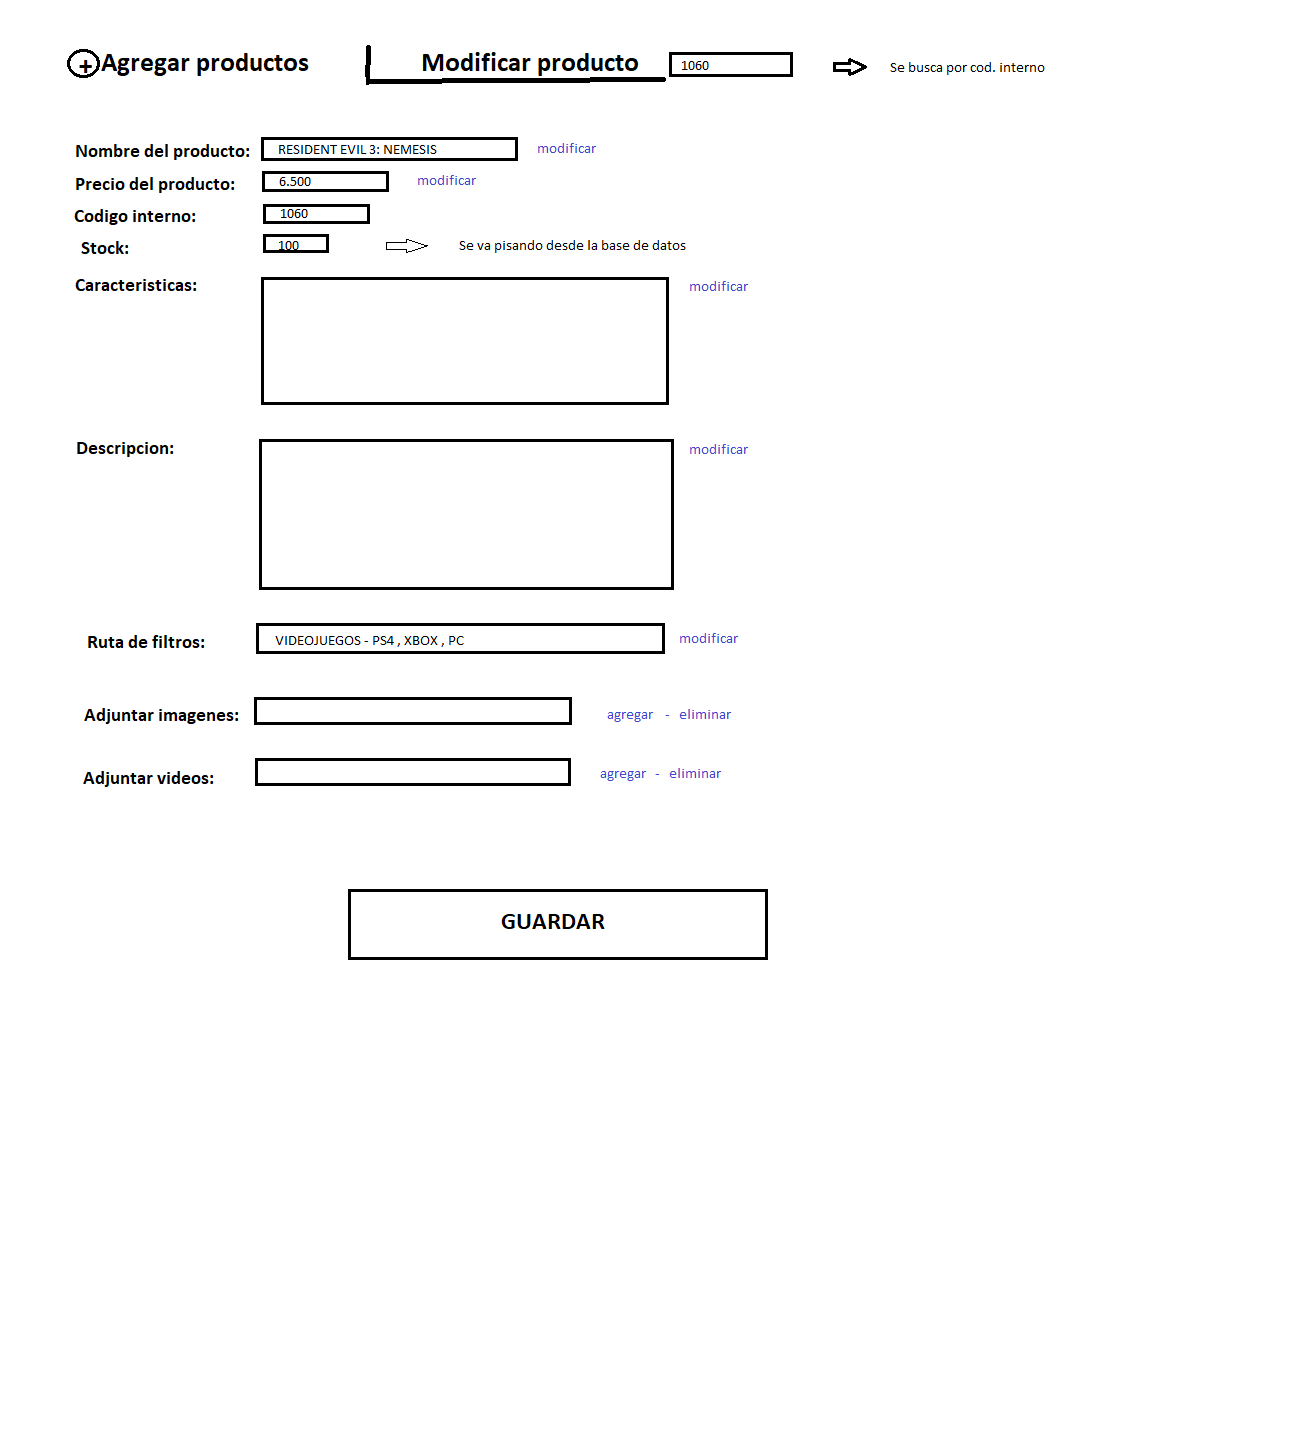 + Agregar productos Modificar producto 1060 Se busca por cod. interno
Nombre del producto: RESIDENT EVIL 3: NEMESIS modificar
Precio del producto: 6.500 modificar
Codigo interno: 1060
Stock: 100 Se va pisando desde la base de datos
Caracteristicas: modificar
Descripcion: modificar
Ruta de filtros: VIDEOJUEGOS - PS4 , XBOX , PC modificar
Adjuntar imagenes: agregar - eliminar
Adjuntar videos: agregar - eliminar
GUARDAR